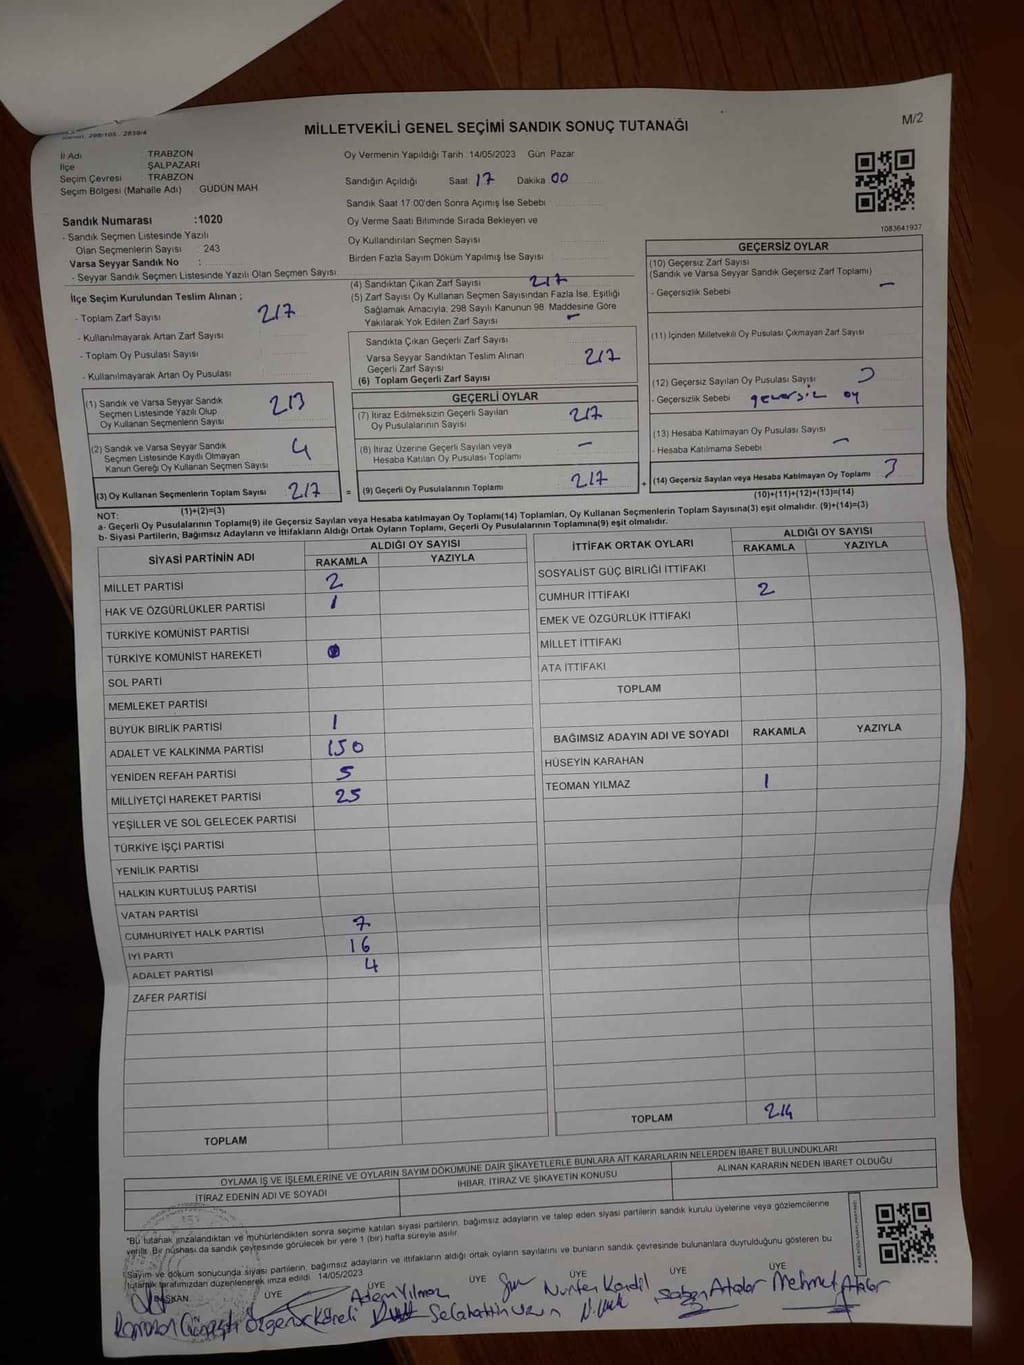 MİLLETVEKİLİ GENEL SEÇİMİ SANDIK SONUÇ TUTANAĞI
M/2
İl Adı : TRABZON
İlçe : ŞALPAZARI
Seçim Çevresi : TRABZON
Seçim Bölgesi (Mahalle Adı) GUDÜN MAH
Oy Vermenin Yapıldığı Tarih :14/05/2023 Gün Pazar
Sandığın Açıldığı Saat 17 Dakika 00
Sandık Saat 17.00'den Sonra Açımış İse Sebebi
Oy Verme Saati Bitiminde Sırada Bekleyen ve
Oy Kullandırılan Seçmen Sayısı
Birden Fazla Sayım Döküm Yapılmış İse Sayısı
1083641937
Sandık Numarası :1020
- Sandık Seçmen Listesinde Yazılı
Olan Seçmenlerin Sayısı : 243
Varsa Seyyar Sandık No :
- Seyyar Sandık Seçmen Listesinde Yazılı Olan Seçmen Sayısı
İlçe Seçim Kurulundan Teslim Alınan ;
- Toplam Zarf Sayısı 217
- Kullanılmayarak Artan Zarf Sayısı
- Toplam Oy Pusulası Sayısı
- Kullanılmayarak Artan Oy Pusulası
(1) Sandık ve Varsa Seyyar Sandık
Seçmen Listesinde Yazılı Olup
Oy Kullanan Seçmenlerin Sayısı 213
(2) Sandık ve Varsa Seyyar Sandık
Seçmen Listesinde Kayıtlı Olmayan
Kanun Gereği Oy Kullanan Seçmen Sayısı 4
(3) Oy Kullanan Seçmenlerin Toplam Sayısı 217 =
(1)+(2)=(3)
(4) Sandıktan Çıkan Zarf Sayısı 217
(5) Zarf Sayısı Oy Kullanan Seçmen Sayısından Fazla İse, Eşitliği
Sağlamak Amacıyla; 298 Sayılı Kanunun 98. Maddesine Göre
Yakılarak Yok Edilen Zarf Sayısı -
Sandıkta Çıkan Geçerli Zarf Sayısı
Varsa Seyyar Sandıktan Teslim Alınan
Geçerli Zarf Sayısı 217
(6) Toplam Geçerli Zarf Sayısı
GEÇERLİ OYLAR
(7) İtiraz Edilmeksizin Geçerli Sayılan
Oy Pusulalarının Sayısı 217
(8) İtiraz Üzerine Geçerli Sayılan veya
Hesaba Katılan Oy Pusulası Toplamı -
(9) Geçerli Oy Pusulalarının Toplamı 217 +
GEÇERSİZ OYLAR
(10) Geçersiz Zarf Sayısı
(Sandık ve Varsa Seyyar Sandık Geçersiz Zarf Toplamı)
- Geçersizlik Sebebi -
(11) İçinden Milletvekili Oy Pusulası Çıkmayan Zarf Sayısı
(12) Geçersiz Sayılan Oy Pusulası Sayısı
- Geçersizlik Sebebi geçersiz oy
(13) Hesaba Katılmayan Oy Pusulası Sayısı
- Hesaba Katılmama Sebebi -
(14) Geçersiz Sayılan veya Hesaba Katılmayan Oy Toplamı 3
(10)+(11)+(12)+(13)=(14)
NOT:
a- Geçerli Oy Pusulalarının Toplamı(9) ile Geçersiz Sayılan veya Hesaba Katılmayan Oy Toplamı(14) Toplamları, Oy Kullanan Seçmenlerin Toplam Sayısına(3) eşit olmalıdır. (9)+(14)=(3)
b- Siyasi Partilerin, Bağımsız Adayların ve İttifakların Aldığı Ortak Oyların Toplamı, Geçerli Oy Pusulalarının Toplamına(9) eşit olmalıdır.
SİYASİ PARTİNİN ADI ALDIĞI OY SAYISI
RAKAMLA YAZIYLA
MİLLET PARTİSİ 2
HAK VE ÖZGÜRLÜKLER PARTİSİ 1
TÜRKİYE KOMÜNİST PARTİSİ
TÜRKİYE KOMÜNİST HAREKETİ
SOL PARTİ
MEMLEKET PARTİSİ
BÜYÜK BİRLİK PARTİSİ 1
ADALET VE KALKINMA PARTİSİ 150
YENİDEN REFAH PARTİSİ 5
MİLLİYETÇİ HAREKET PARTİSİ 25
YEŞİLLER VE SOL GELECEK PARTİSİ
TÜRKİYE İŞÇİ PARTİSİ
YENİLİK PARTİSİ
HALKIN KURTULUŞ PARTİSİ
VATAN PARTİSİ
CUMHURİYET HALK PARTİSİ 7
İYİ PARTİ 16
ADALET PARTİSİ 4
ZAFER PARTİSİ
TOPLAM
İTTİFAK ORTAK OYLARI ALDIĞI OY SAYISI
RAKAMLA YAZIYLA
SOSYALİST GÜÇ BİRLİĞİ İTTİFAKI
CUMHUR İTTİFAKI 2
EMEK VE ÖZGÜRLÜK İTTİFAKI
MİLLET İTTİFAKI
ATA İTTİFAKI
TOPLAM
BAĞIMSIZ ADAYIN ADI VE SOYADI RAKAMLA YAZIYLA
HÜSEYİN KARAHAN
TEOMAN YILMAZ 1
TOPLAM 214
OYLAMA İŞ VE İŞLEMLERİNE VE OYLARIN SAYIM DÖKÜMÜNE DAİR ŞİKAYETLERLE BUNLARA AİT KARARLARIN NELERDEN İBARET BULUNDUKLARI
İTİRAZ EDENİN ADI VE SOYADI İHBAR, İTİRAZ VE ŞİKAYETİN KONUSU ALINAN KARARIN NEDEN İBARET OLDUĞU
*Bu tutanak imzalandıktan ve mühürlendikten sonra seçime katılan siyasi partilerin, bağımsız adayların ve talep eden siyasi partilerin sandık kurulu üyelerine veya gözlemcilerine
verilir. Bir nüshası da sandık çevresinde görülecek bir yere 1 (bir) hafta süreyle asılır.
Sayım ve döküm sonucunda siyasi partilerin, bağımsız adayların ve ittifakların aldığı ortak oyların sayılarını ve bunların sandık çevresinde bulunanlara duyrulduğunu gösteren bu
tutanak tarafımızdan düzenlenerek imza edildi. 14/05/2023
BAŞKAN ÜYE ÜYE ÜYE ÜYE ÜYE ÜYE
Adem Yılmaz Nurten Kandil Mehmet
Selahattin Uzun